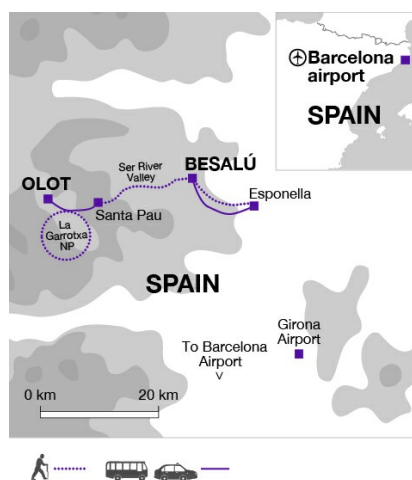 Barcelona
airport
SPAIN
Ser River
Valley
BESALÚ
OLOT
Esponella
Santa Pau
La
Garrotxa
NP
SPAIN
Girona
Airport
To Barcelona
Airport
0 km
20 km